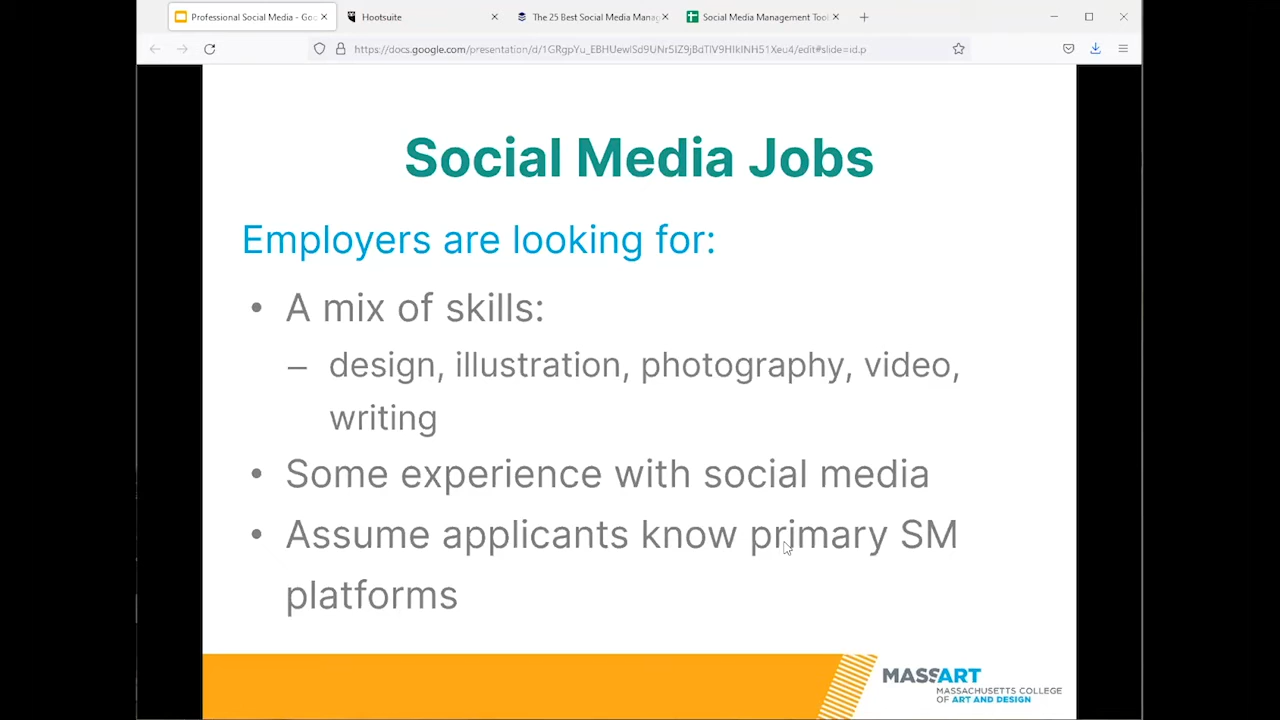 Professional Social Media - Goo
Hootsuite
The 25 Best Social Media Manag
Social Media Management Tool
Social Media Jobs
Employers are looking for:
• A mix of skills:
– design, illustration, photography, video,
writing
• Some experience with social media
• Assume applicants know primary SM
platforms
MASSART
MASSACHUSETTS COLLEGE
OF ART AND DESIGN